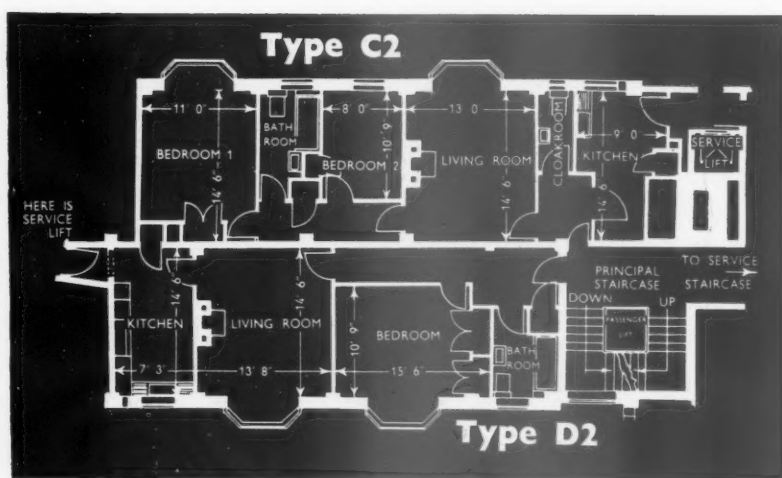 Type C2
11' 0"
BATH
ROOM
8' 0"
13 0
CLOAKROOM
9' 0"
SERVICE
LIFT
BEDROOM 1
14' 6"
BEDROOM 2
10' 9"
LIVING ROOM
14' 6"
KITCHEN
14' 6"
HERE IS
SERVICE
LIFT
TO SERVICE
STAIRCASE
PRINCIPAL
STAIRCASE
DOWN
UP
PASSENGER
LIFT
KITCHEN
14' 6"
LIVING ROOM
14' 6"
BEDROOM
10' 9"
BATH
ROOM
7' 3"
13' 8"
15' 6"
Type D2